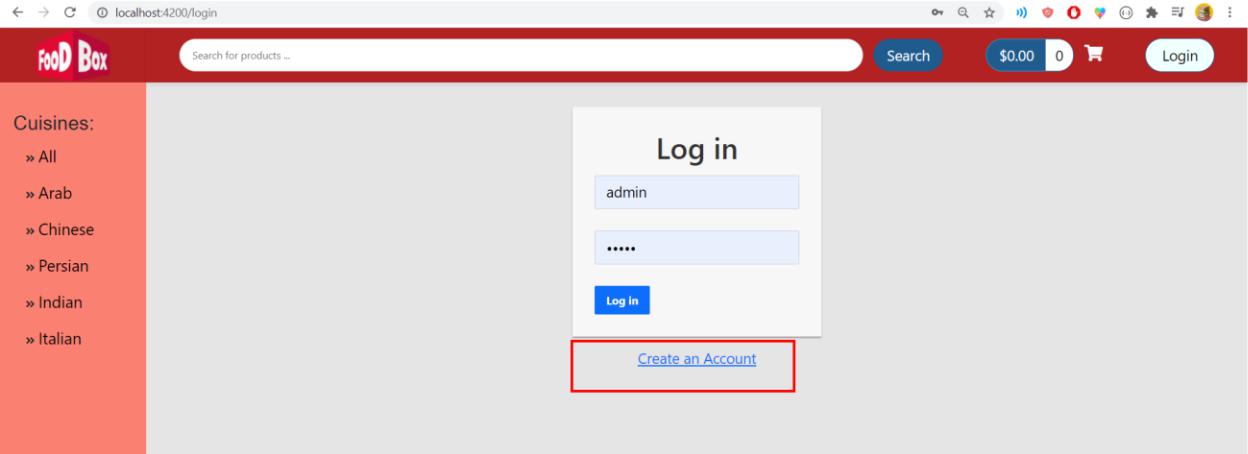 localhost:4200/login
FooD Box
Search for products ...
Search
$0.00 0
Login
Cuisines:
» All
» Arab
» Chinese
» Persian
» Indian
» Italian
Log in
admin
•••••
Log in
Create an Account